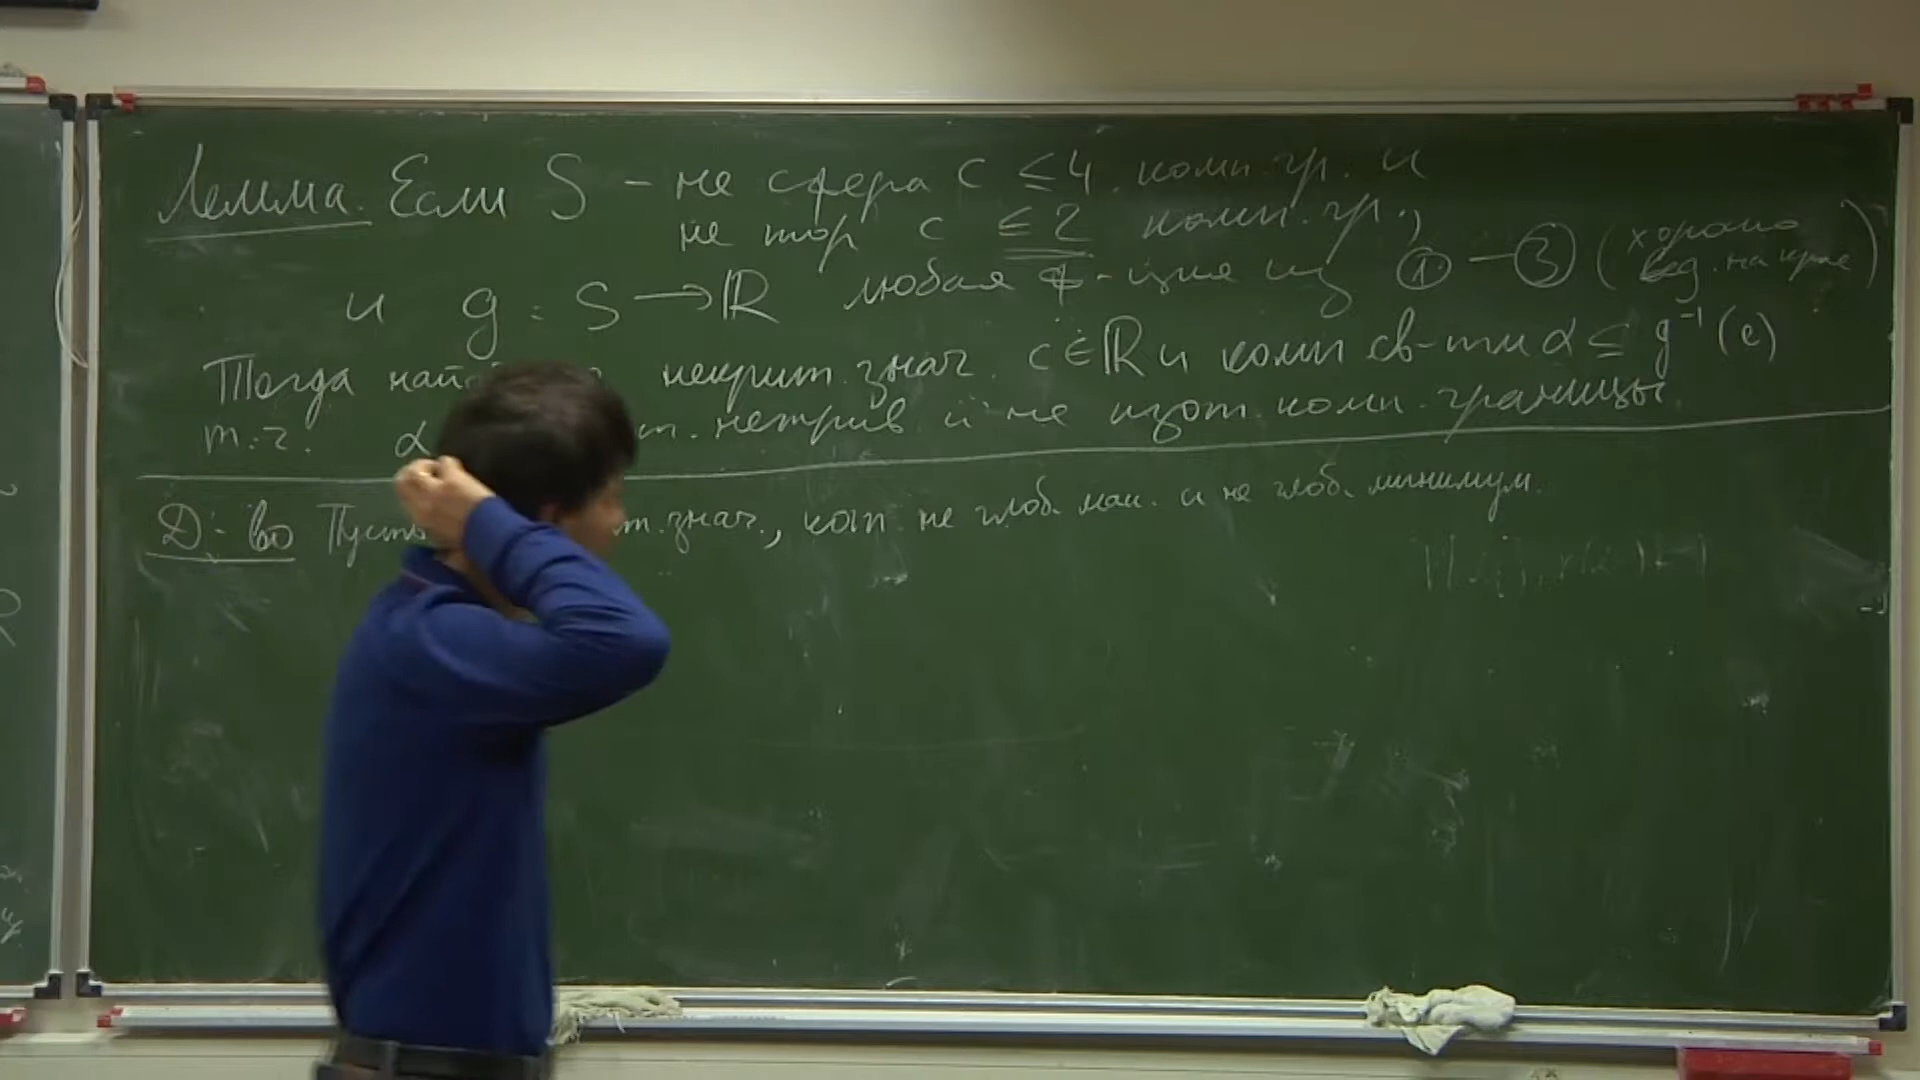 Лемма. Если S – не сфера с ≤ 4 комп. гр. и
не тор с ≤ 2 комп. гр.,
и g : S → ℝ любая ф-ция из ① – ③ (хорошо вед. на крае)
Тогда некрит. знач. c ∈ ℝ и комп св-ти α ⊆ g⁻¹(c)
т.ч. α нетрив и не изот. комп. границы.
Д-во Пусть т. знач., кот не глоб. мак. и не глоб. минимум.